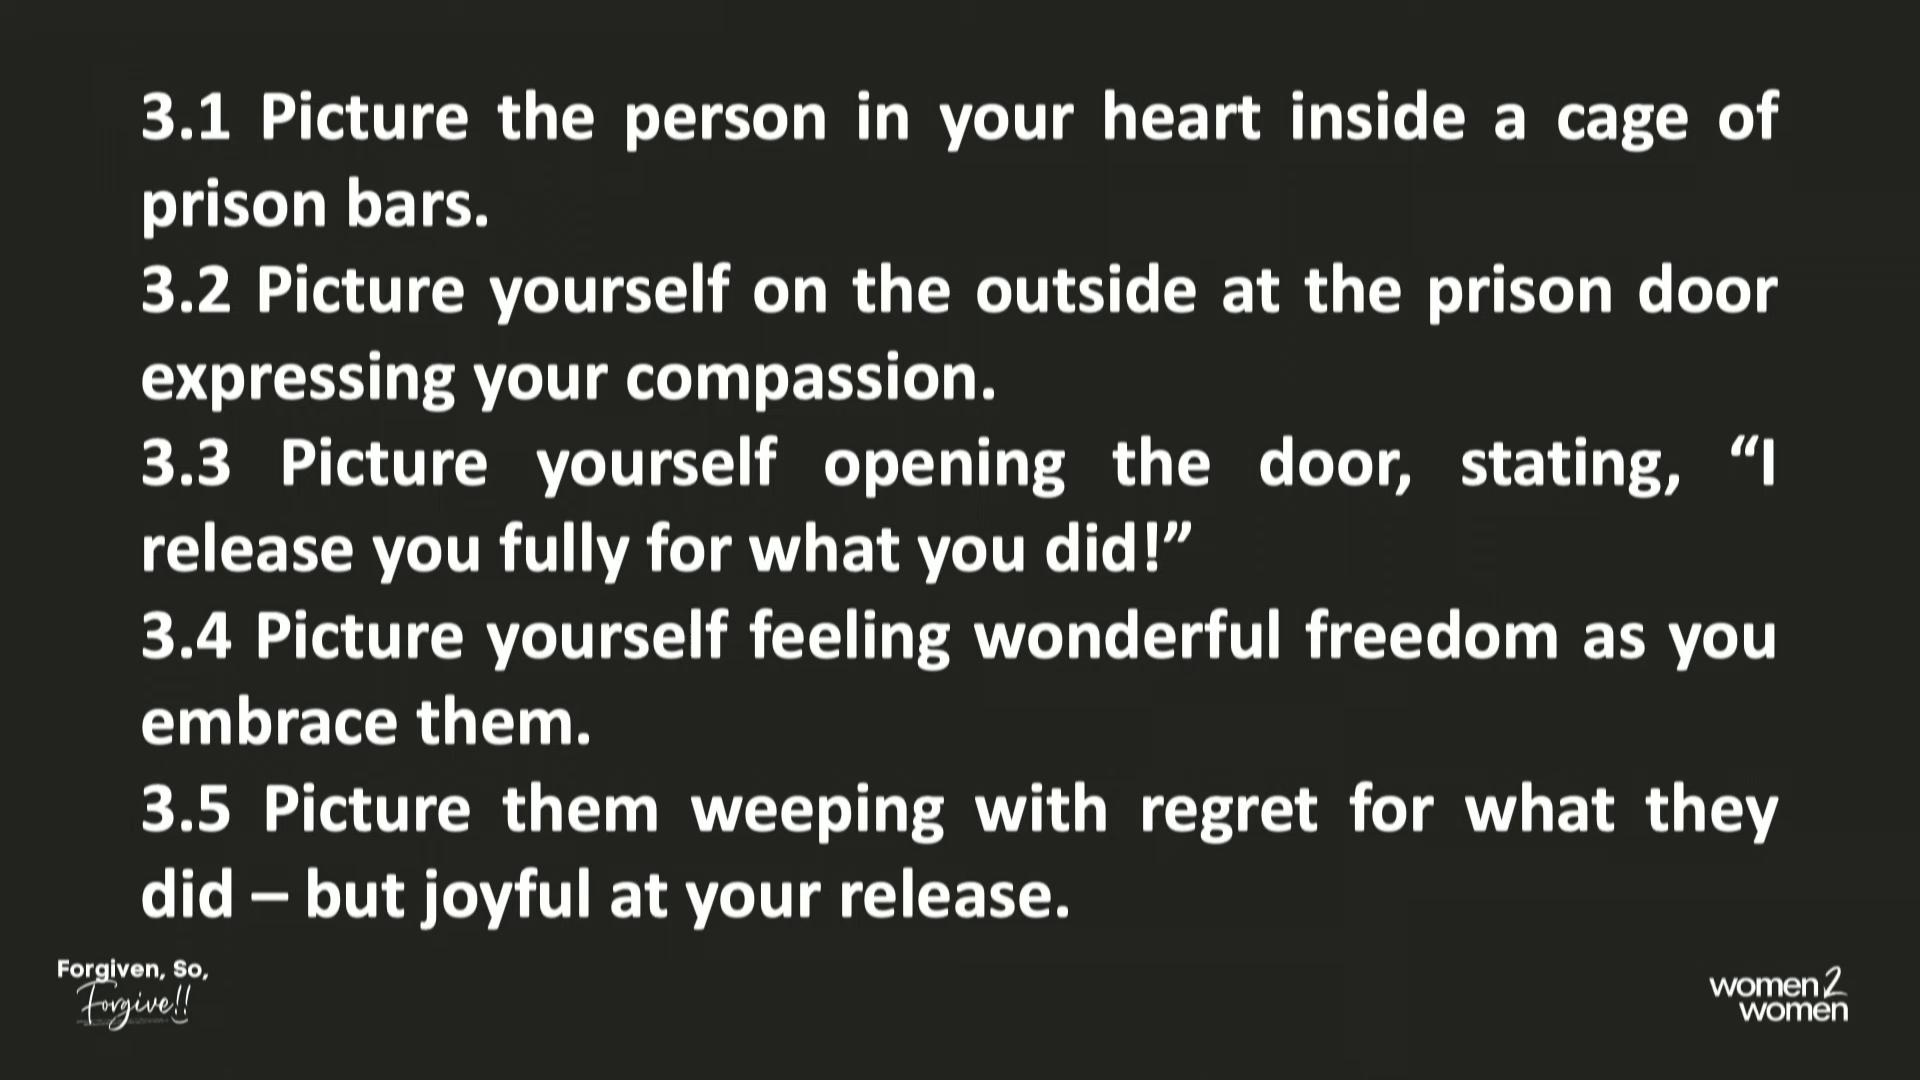 3.1 Picture the person in your heart inside a cage of
prison bars.
3.2 Picture yourself on the outside at the prison door
expressing your compassion.
3.3 Picture yourself opening the door, stating, “I
release you fully for what you did!”
3.4 Picture yourself feeling wonderful freedom as you
embrace them.
3.5 Picture them weeping with regret for what they
did – but joyful at your release.
Forgiven, So,
Forgive!!
women2
women